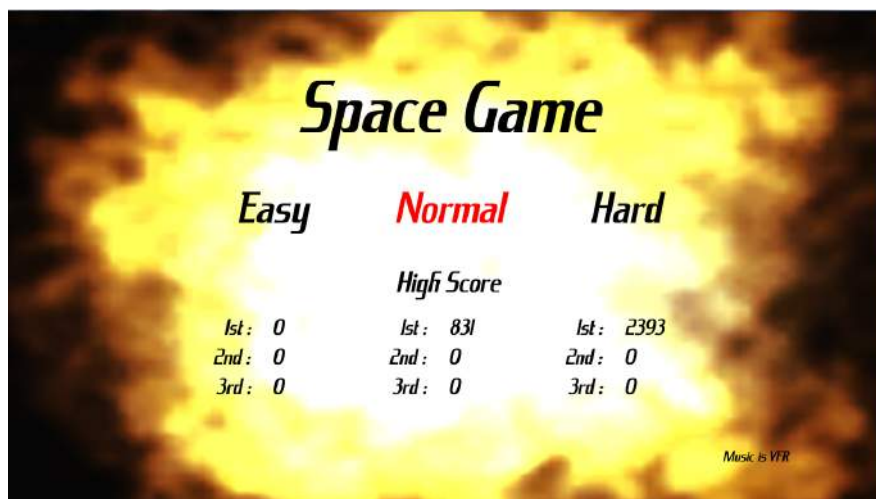 Space Game
Easy Normal Hard
High Score
1st : 0 1st : 831 1st : 2393
2nd : 0 2nd : 0 2nd : 0
3rd : 0 3rd : 0 3rd : 0
Music is VFR